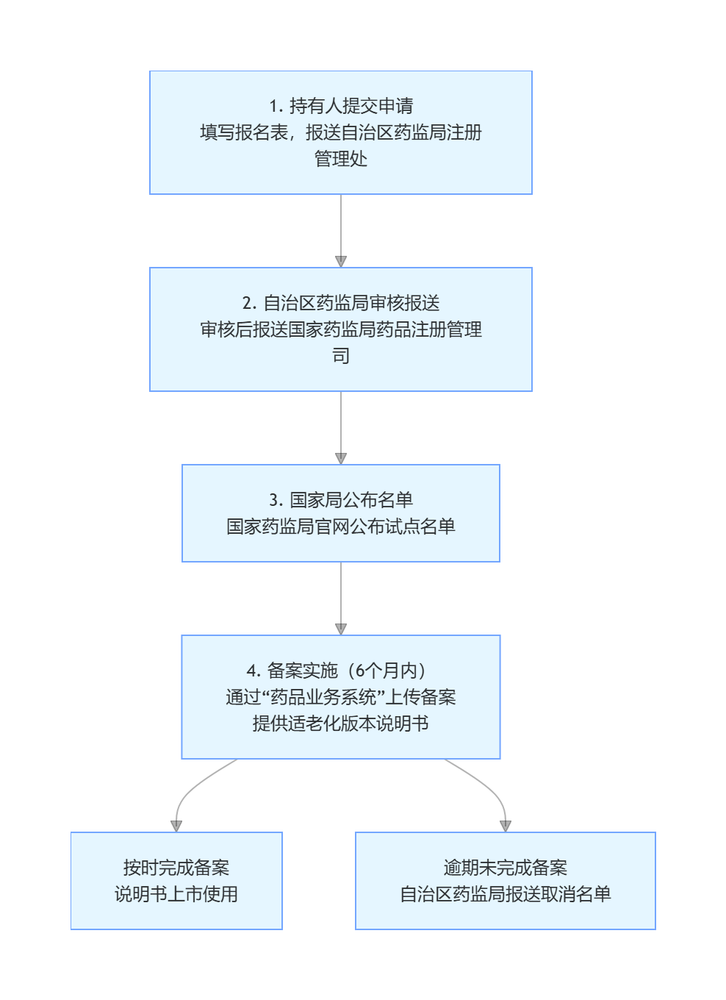 1. 持有人提交申请
填写报名表，报送自治区药监局注册
管理处
2. 自治区药监局审核报送
审核后报送国家药监局药品注册管理
司
3. 国家局公布名单
国家药监局官网公布试点名单
4. 备案实施（6个月内）
通过“药品业务系统”上传备案
提供适老化版本说明书
按时完成备案
说明书上市使用
逾期未完成备案
自治区药监局报送取消名单